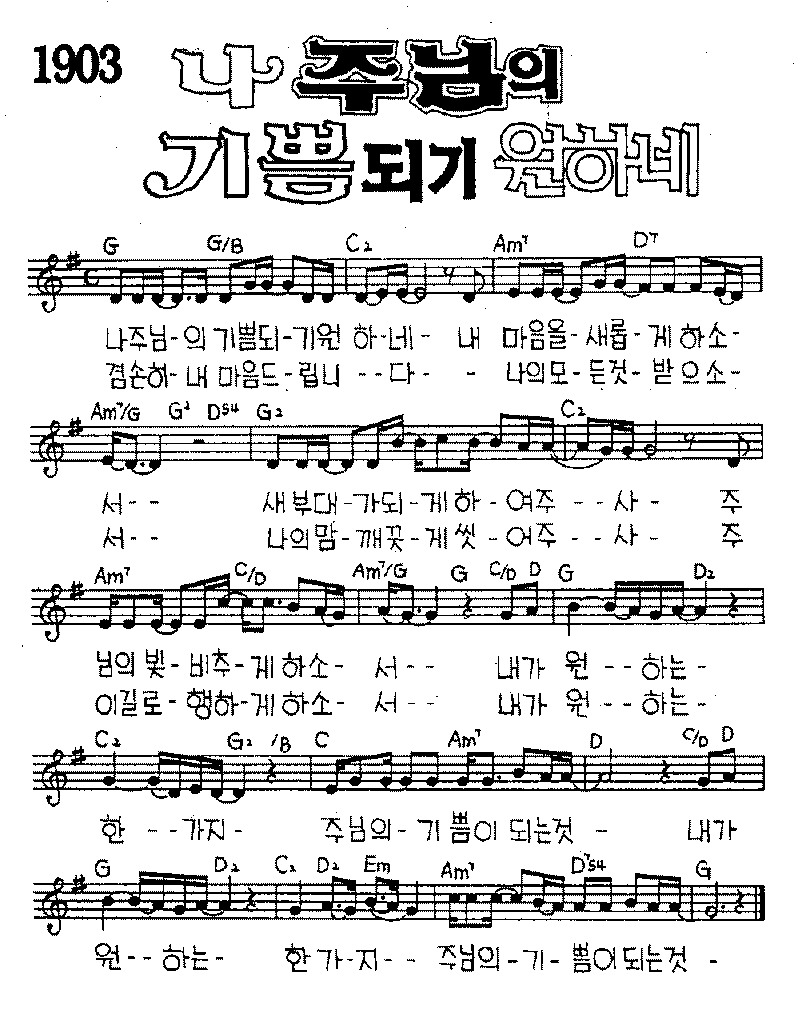 1903 나 주님의
기쁨되기 원하네
G G/B C2 Am7 D7
나주님-의 기쁨되-기원 하-네- 내 마음을-새롭-게 하소-
겸손히-내 마음드-립니 --다- - 나의모-든것-받으소-
Am7/G G2 Dsus4 G2 C2
서-- 새부대-가되-게하-여주--사- 주
서-- 나의맘-깨끗-게씻-어주--사- 주
Am7 C/D Am7/G G C/D D G D2
님의 빛-비추-게 하소- 서-- 내가 원--하는-
이길로-행하-게하소- 서-- 내가 원--하는-
C2 G2 /B C Am7 D C/D D
한--가지- 주님의-기쁨이 되는것 - 내가
G D2 C2 D2 Em Am7 D7sus4 G
원--하는- 한가-지-- 주님의-기-쁨이되는것 -